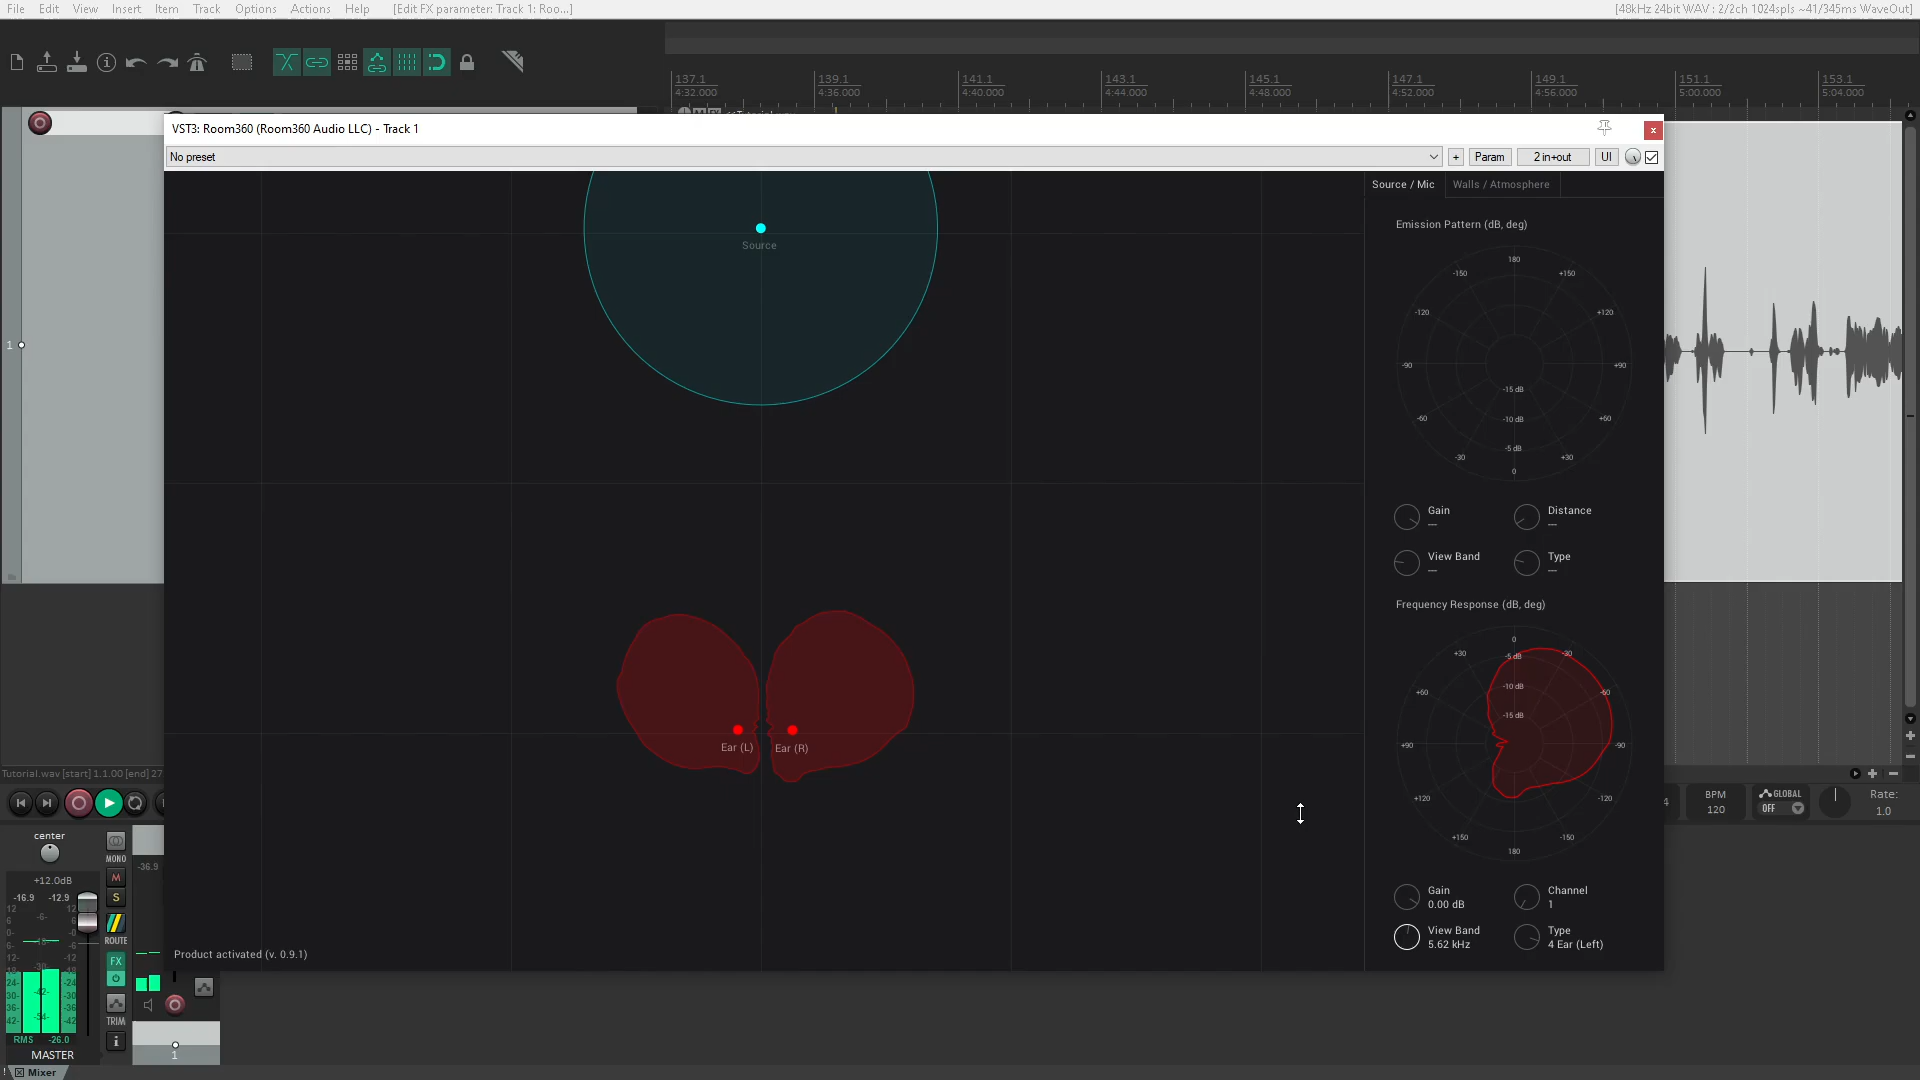 File Edit View Insert Item Track Options Actions Help [Edit FX parameter: Track 1: Roo...]
[48kHz 24bit WAV : 2/2ch 1024spls ~41/345ms WaveOut]
137.1 139.1 141.1 143.1 145.1 147.1 149.1 151.1 153.1
4:32.000 4:36.000 4:40.000 4:44.000 4:48.000 4:52.000 4:56.000 5:00.000 5:04.000
VST3: Room360 (Room360 Audio LLC) - Track 1
No preset
+ Param 2 in+out UI
Source / Mic Walls / Atmosphere
Source
Emission Pattern (dB, deg)
180
-150 +150
-120 +120
-90 +90
-15 dB
-10 dB
-60 +60
-5 dB
-30 +30
0
1
Gain
---
Distance
---
View Band
---
Type
---
Frequency Response (dB, deg)
0
+30 -5 dB -30
-10 dB
+60 -60
-15 dB
+90 -90
+120 -120
+150 -150
180
Ear (L) Ear (R)
Gain
0.00 dB
Channel
1
View Band
5.62 kHz
Type
4 Ear (Left)
Product activated (v. 0.9.1)
Tutorial.wav [start] 1.1.00 [end] 27
BPM
120
GLOBAL
OFF
Rate:
1.0
center
MONO
+12.0dB
M
-36.9
-16.9 -12.9
S
ROUTE
FX
TRIM
RMS -26.0
MASTER
1
Mixer